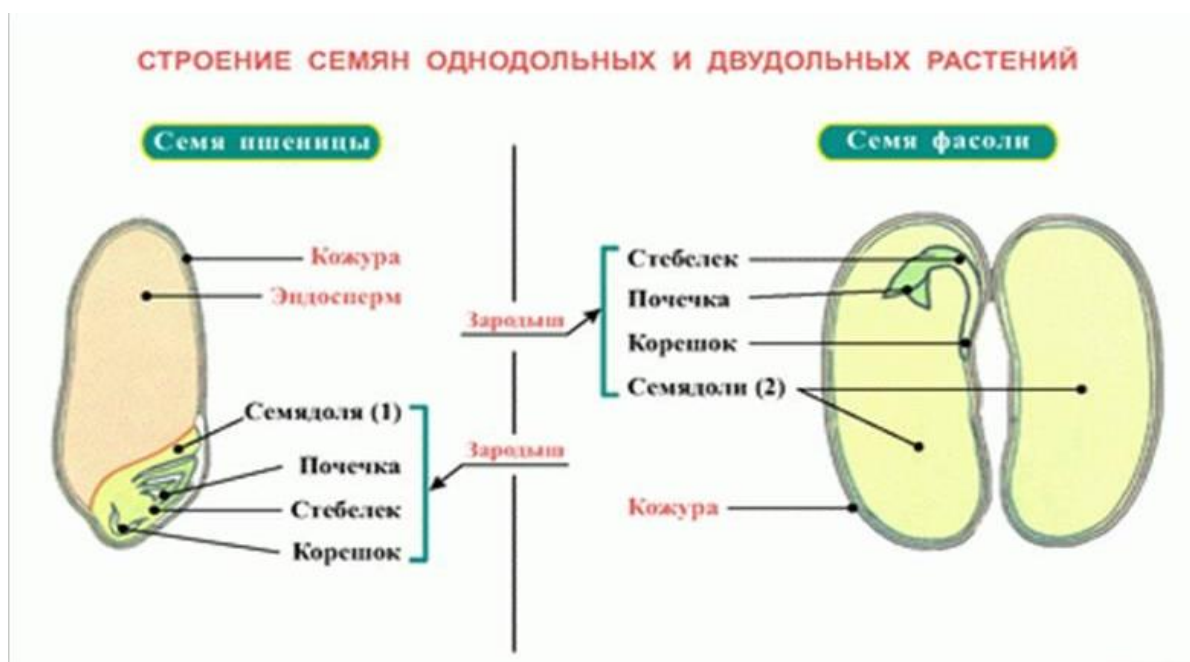 СТРОЕНИЕ СЕМЯН ОДНОДОЛЬНЫХ И ДВУДОЛЬНЫХ РАСТЕНИЙ
Семя пшеницы
Кожура
Эндосперм
Семядоля (1)
Почечка
Стебелек
Корешок
Зародыш
Зародыш
Семя фасоли
Стебелек
Почечка
Корешок
Семядоли (2)
Кожура